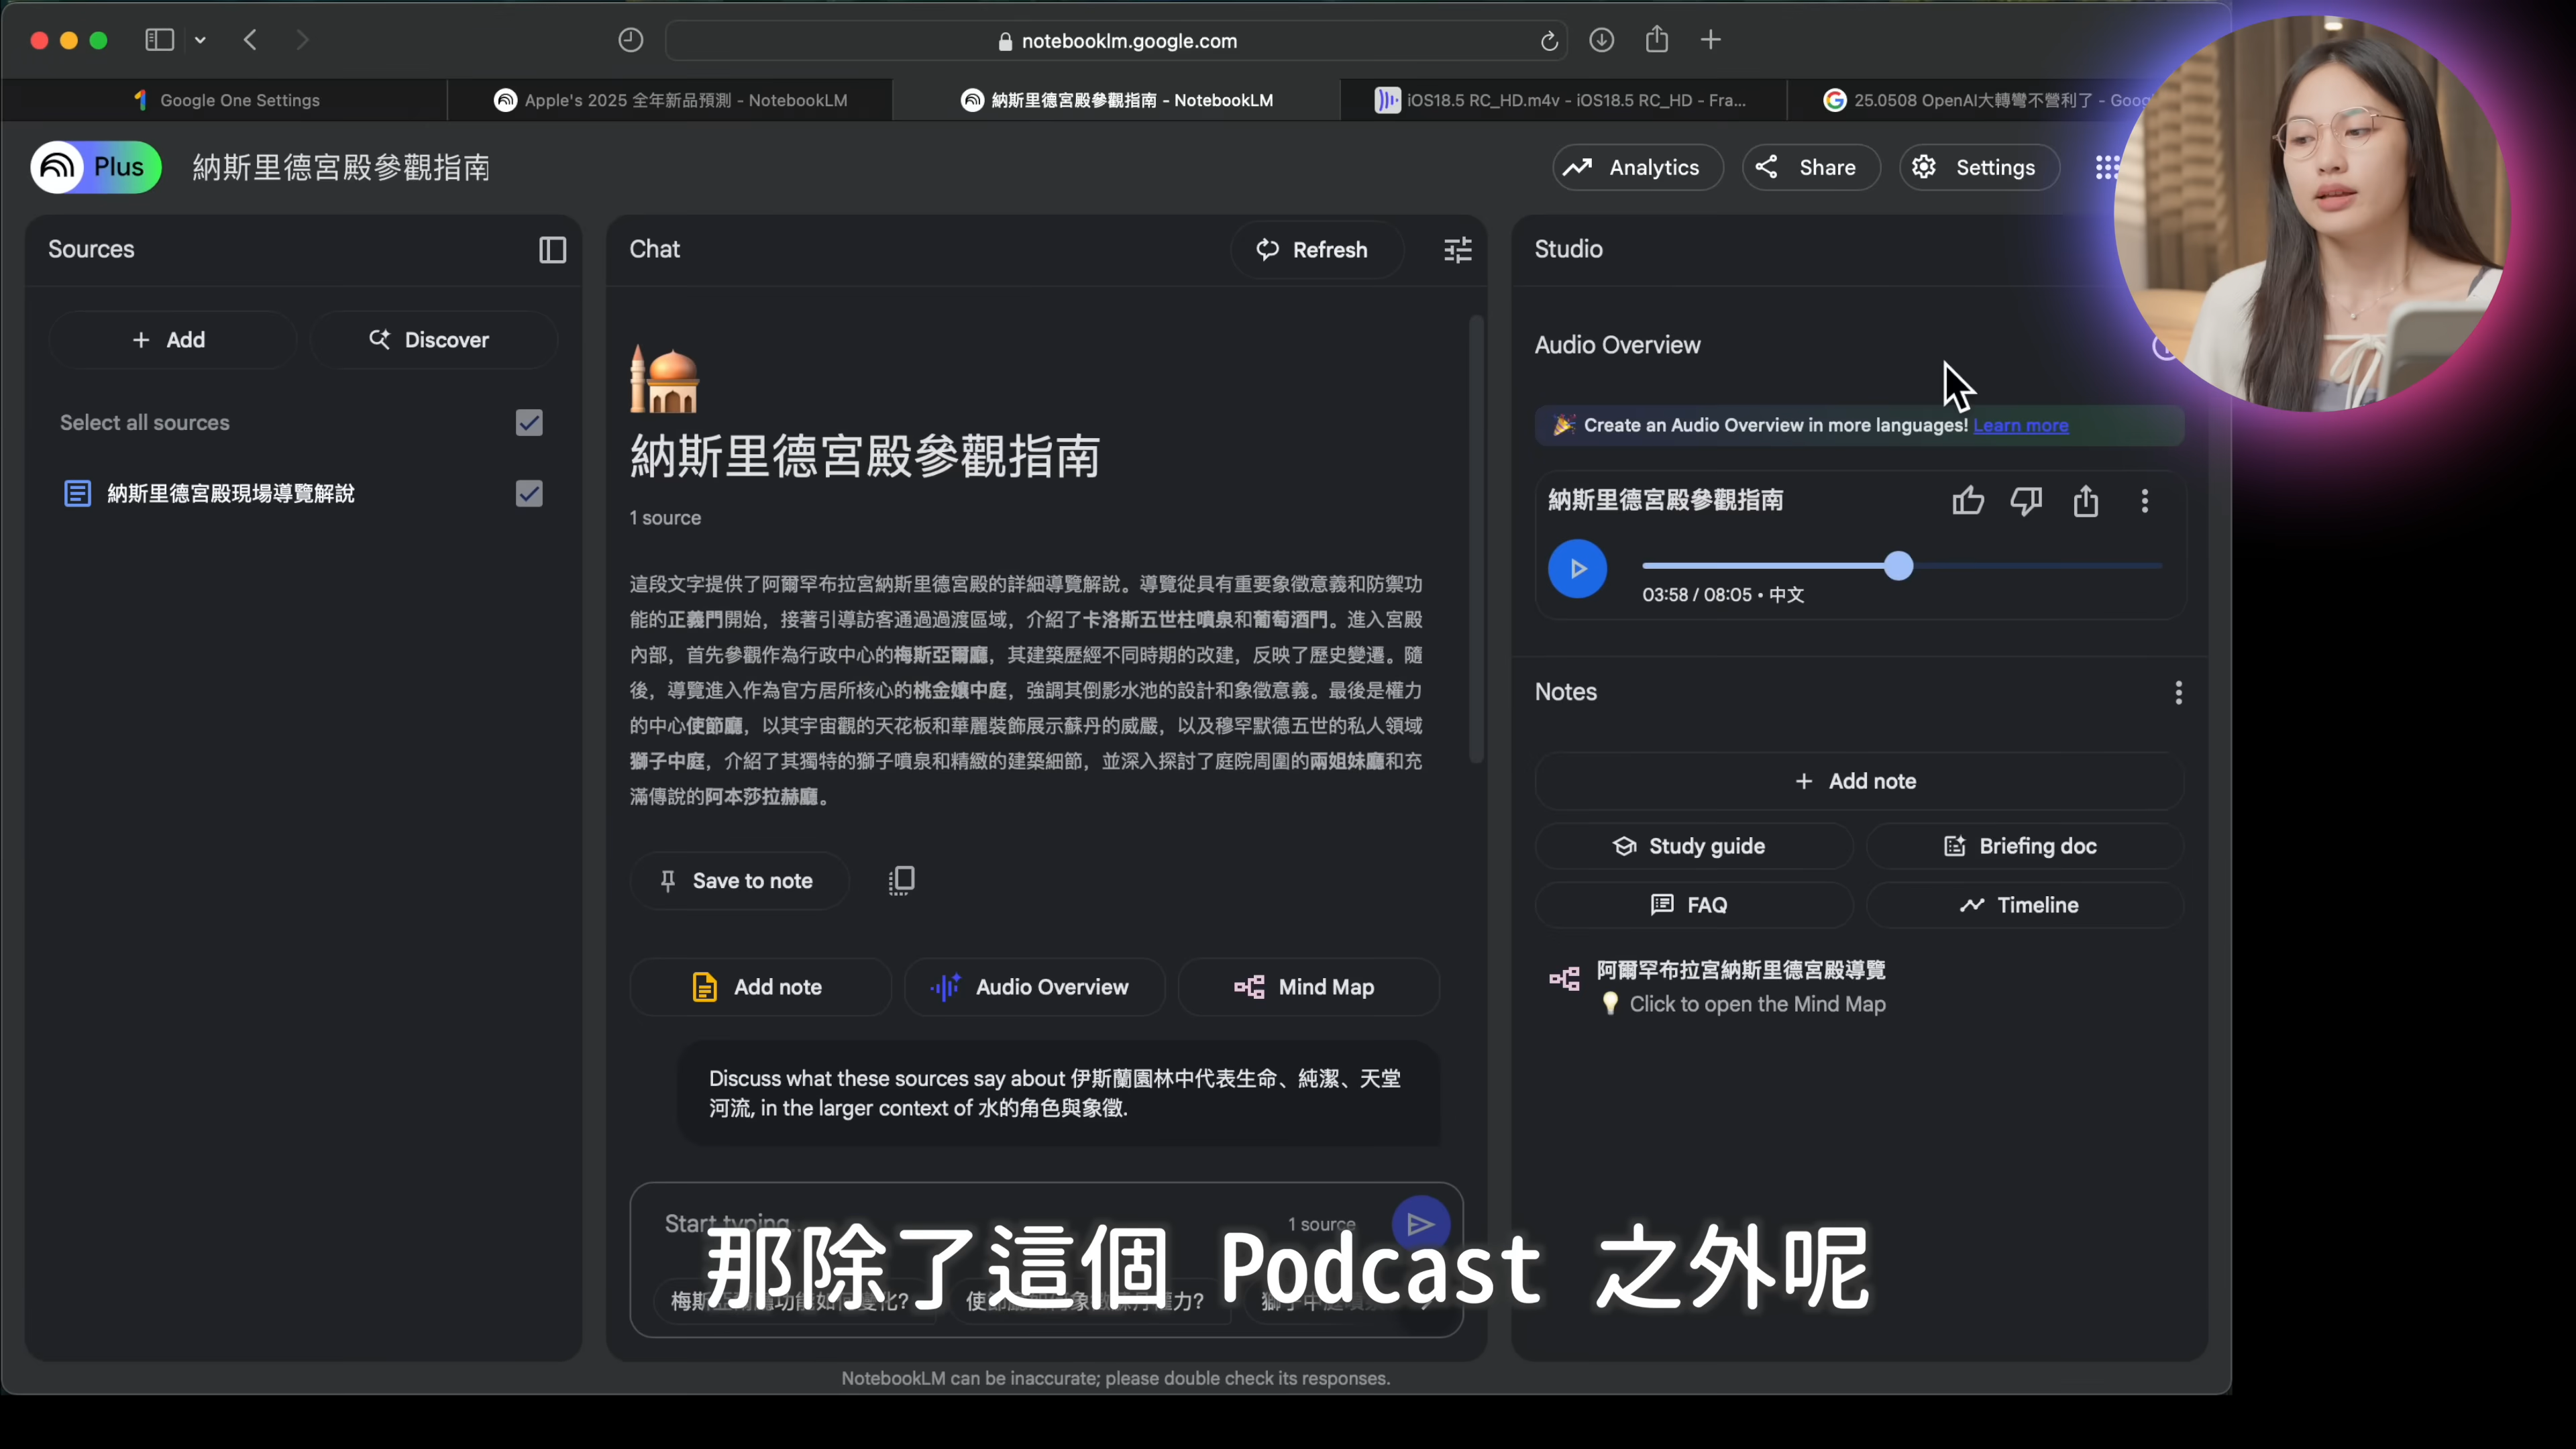 notebooklm.google.com
Google One Settings
Apple's 2025 全年新品預測 - NotebookLM
納斯里德宮殿參觀指南 - NotebookLM
iOS18.5 RC_HD.m4v - iOS18.5 RC_HD - Fra...
25.0508 OpenAI大轉彎不營利了 - Goog
Plus
納斯里德宮殿參觀指南
Analytics
Share
Settings
Sources
Add
Discover
Select all sources
納斯里德宮殿現場導覽解說
Chat
Refresh
納斯里德宮殿參觀指南
1 source
這段文字提供了阿爾罕布拉宮納斯里德宮殿的詳細導覽解說。導覽從具有重要象徵意義和防禦功
能的正義門開始，接著引導訪客通過過渡區域，介紹了卡洛斯五世柱噴泉和葡萄酒門。進入宮殿
內部，首先參觀作為行政中心的梅斯亞爾廳，其建築歷經不同時期的改建，反映了歷史變遷。隨
後，導覽進入作為官方居所核心的桃金孃中庭，強調其倒影水池的設計和象徵意義。最後是權力
的中心使節廳，以其宇宙觀的天花板和華麗裝飾展示蘇丹的威嚴，以及穆罕默德五世的私人領域
獅子中庭，介紹了其獨特的獅子噴泉和精緻的建築細節，並深入探討了庭院周圍的兩姐妹廳和充
滿傳說的阿本莎拉赫廳。
Save to note
Add note
Audio Overview
Mind Map
Discuss what these sources say about 伊斯蘭園林中代表生命、純潔、天堂
河流, in the larger context of 水的角色與象徵.
Start typing...
1 source
NotebookLM can be inaccurate; please double check its responses.
Studio
Audio Overview
Create an Audio Overview in more languages! Learn more
納斯里德宮殿參觀指南
03:58 / 08:05 • 中文
Notes
Add note
Study guide
Briefing doc
FAQ
Timeline
阿爾罕布拉宮納斯里德宮殿導覽
Click to open the Mind Map
那除了這個 Podcast 之外呢